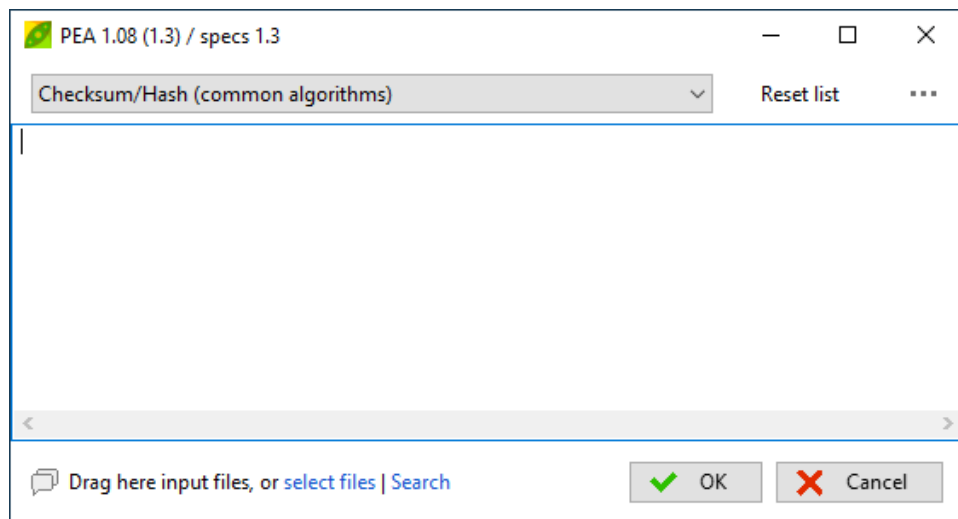 PEA 1.08 (1.3) / specs 1.3
Checksum/Hash (common algorithms) Reset list
Drag here input files, or select files | Search OK Cancel